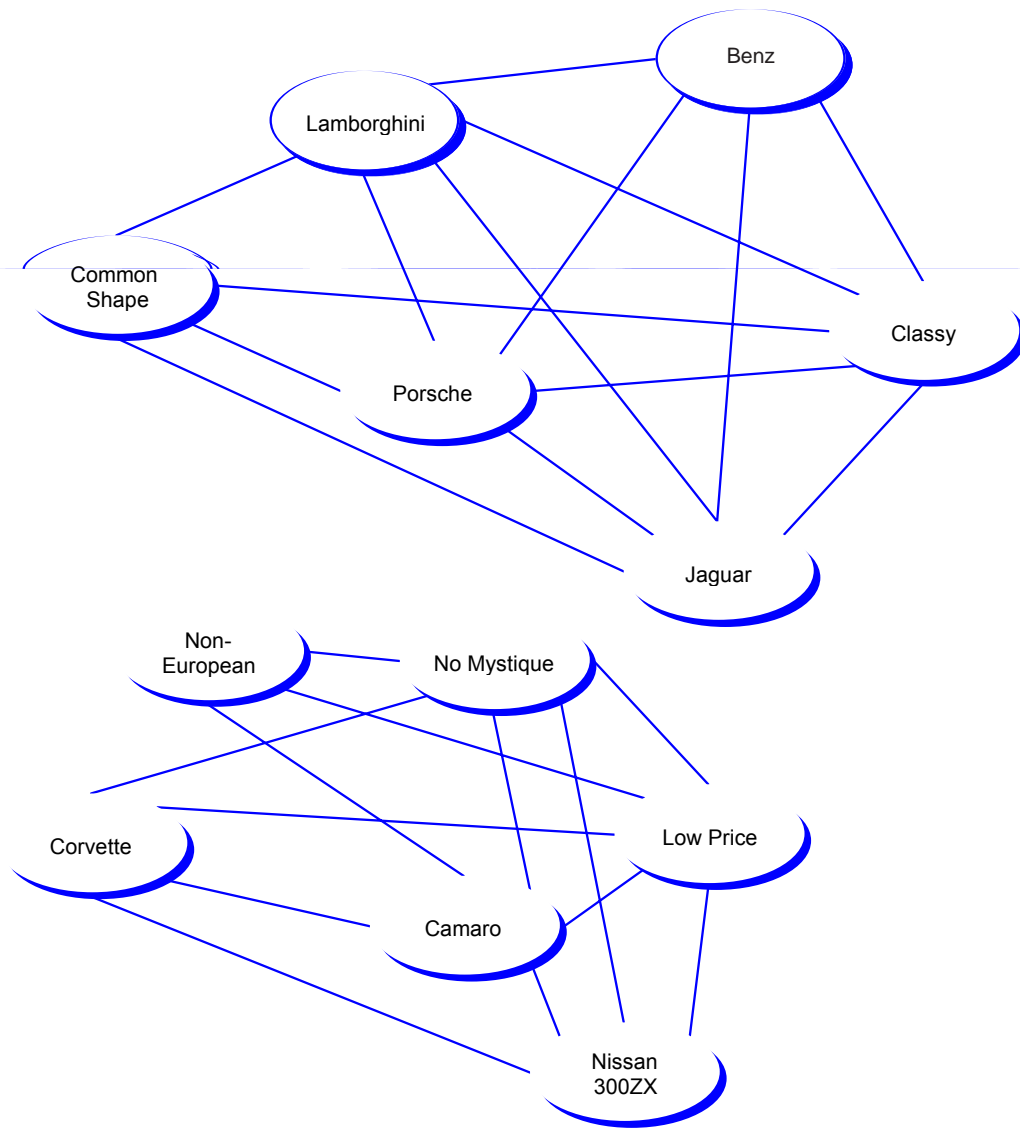 Benz
Lamborghini
Common
Shape
Classy
Porsche
Jaguar
Non-
European
No Mystique
Low Price
Corvette
Camaro
Nissan
300ZX